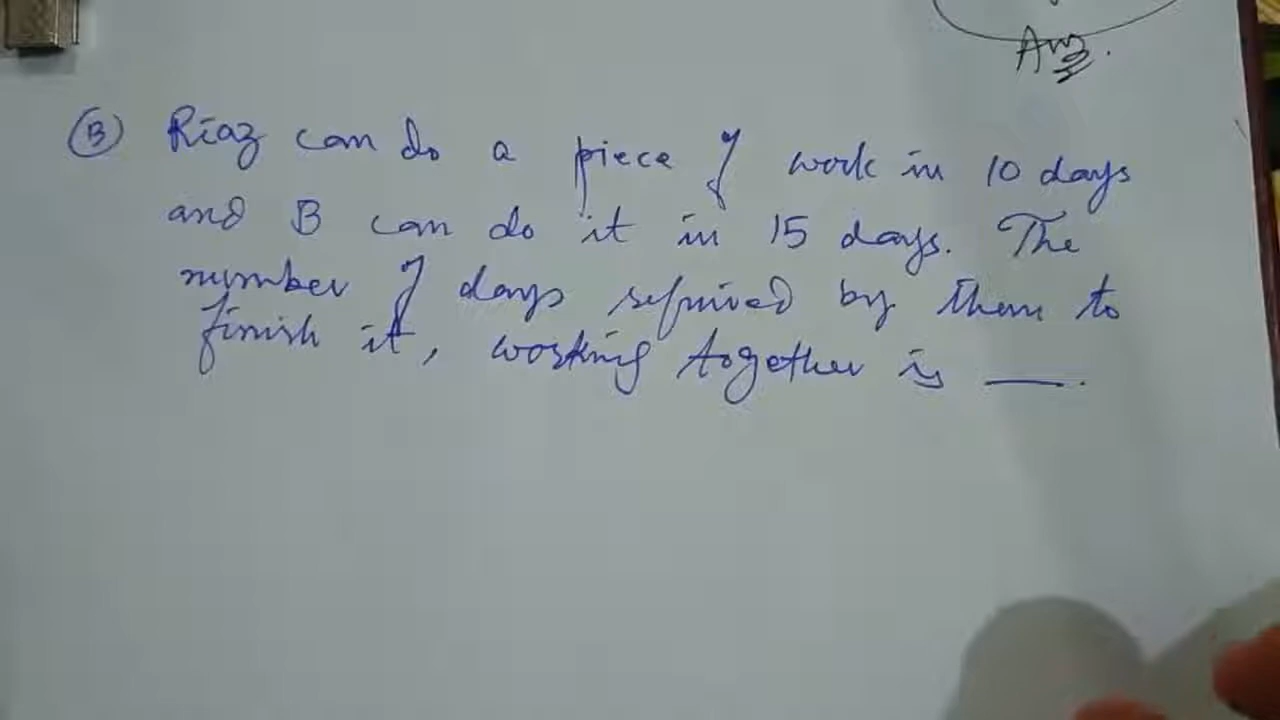 Ans.
(B) Riaz can do a piece of work in 10 days
and B can do it in 15 days. The
number of days required by them to
finish it, working together is ___.